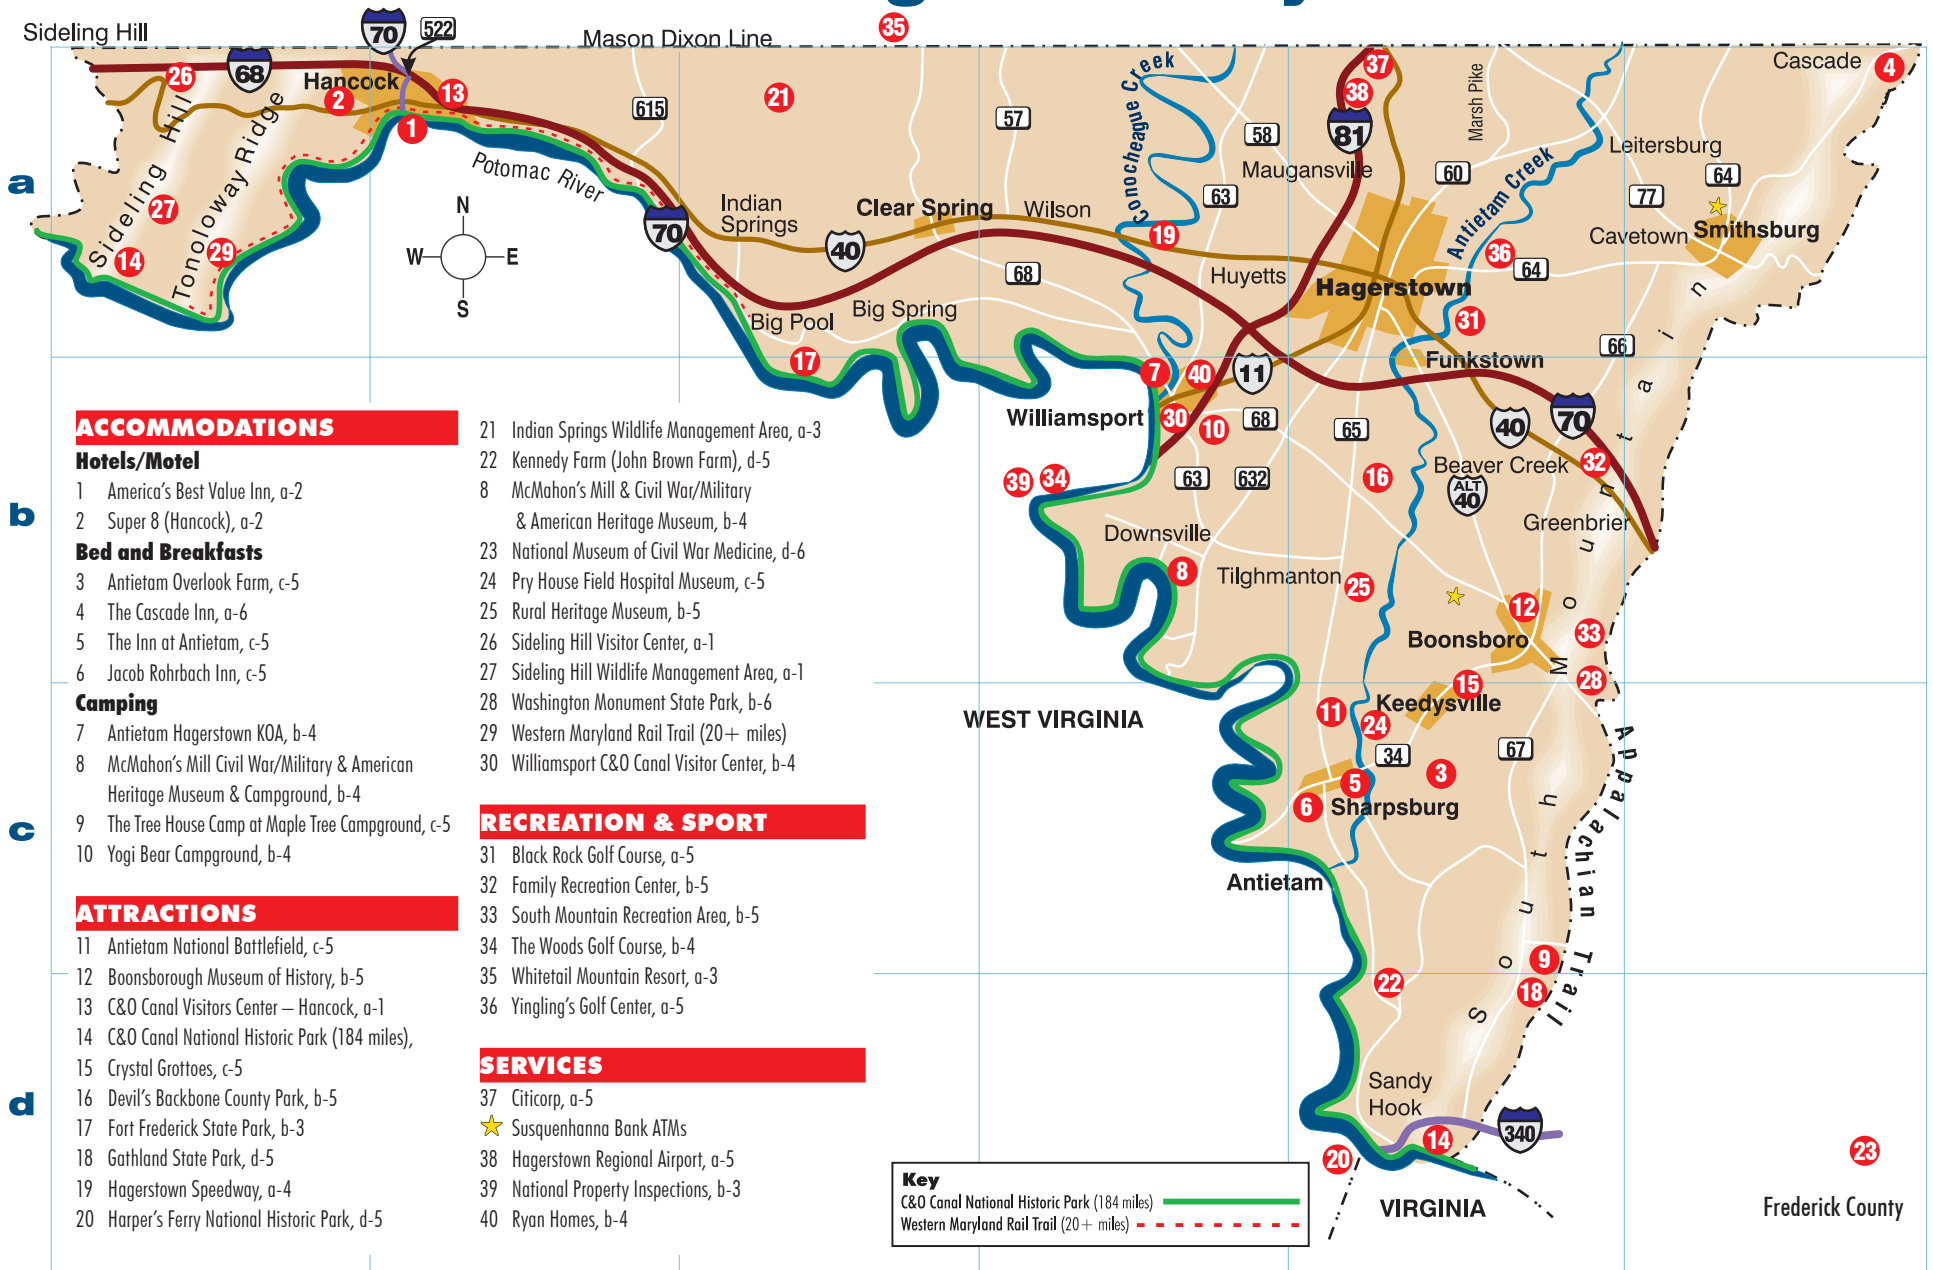 Sideling Hill
70
522
Mason Dixon Line
35
Cascade
4
26
68
Hancock
2
13
1
615
21
57
Conococheague Creek
58
37
38
81
Marsh Pike
Maugansville
60
Antietam Creek
Leitersburg
77
64
a
Sideling Hill
Tonoloway Ridge
27
14
29
Potomac River
N
W
E
S
70
Indian
Springs
40
Clear Spring
Wilson
68
63
19
Huyetts
Hagerstown
36
64
Cavetown
Smithsburg
31
66
Big Pool
Big Spring
17
Funkstown
7
40
11
Williamsport
30
10
68
65
40
70
Beaver Creek
32
39
34
63
632
16
ALT
40
Greenbrier
b
Downsville
8
Tilghmanton
25
12
Boonsboro
33
28
South Mountain
WEST VIRGINIA
11
24
15
Keedysville
34
67
3
5
6
Sharpsburg
c
Antietam
Appalachian Trail
9
18
22
d
Sandy
Hook
14
340
20
VIRGINIA
23
Frederick County
ACCOMMODATIONS
Hotels/Motel
1 America's Best Value Inn, a-2
2 Super 8 (Hancock), a-2
Bed and Breakfasts
3 Antietam Overlook Farm, c-5
4 The Cascade Inn, a-6
5 The Inn at Antietam, c-5
6 Jacob Rohrbach Inn, c-5
Camping
7 Antietam Hagerstown KOA, b-4
8 McMahon's Mill Civil War/Military & American
Heritage Museum & Campground, b-4
9 The Tree House Camp at Maple Tree Campground, c-5
10 Yogi Bear Campground, b-4
ATTRACTIONS
11 Antietam National Battlefield, c-5
12 Boonsborough Museum of History, b-5
13 C&O Canal Visitors Center – Hancock, a-1
14 C&O Canal National Historic Park (184 miles),
15 Crystal Grottoes, c-5
16 Devil's Backbone County Park, b-5
17 Fort Frederick State Park, b-3
18 Gathland State Park, d-5
19 Hagerstown Speedway, a-4
20 Harper's Ferry National Historic Park, d-5
21 Indian Springs Wildlife Management Area, a-3
22 Kennedy Farm (John Brown Farm), d-5
8 McMahon's Mill & Civil War/Military
& American Heritage Museum, b-4
23 National Museum of Civil War Medicine, d-6
24 Pry House Field Hospital Museum, c-5
25 Rural Heritage Museum, b-5
26 Sideling Hill Visitor Center, a-1
27 Sideling Hill Wildlife Management Area, a-1
28 Washington Monument State Park, b-6
29 Western Maryland Rail Trail (20+ miles)
30 Williamsport C&O Canal Visitor Center, b-4
RECREATION & SPORT
31 Black Rock Golf Course, a-5
32 Family Recreation Center, b-5
33 South Mountain Recreation Area, b-5
34 The Woods Golf Course, b-4
35 Whitetail Mountain Resort, a-3
36 Yingling's Golf Center, a-5
SERVICES
37 Citicorp, a-5
Susquenhanna Bank ATMs
38 Hagerstown Regional Airport, a-5
39 National Property Inspections, b-3
40 Ryan Homes, b-4
Key
C&O Canal National Historic Park (184 miles)
Western Maryland Rail Trail (20+ miles)